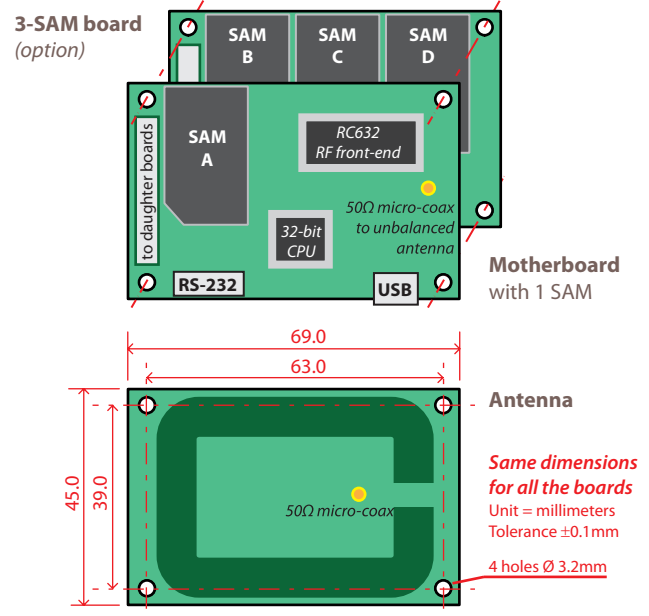 3-SAM board
(option)
SAM
B
SAM
C
SAM
D
SAM
A
to daughter boards
RC632
RF front-end
50Ω micro-coax
to unbalanced
antenna
32-bit
CPU
RS-232
USB
Motherboard
with 1 SAM
69.0
63.0
45.0
39.0
50Ω micro-coax
Antenna
Same dimensions
for all the boards
Unit = millimeters
Tolerance ±0.1mm
4 holes Ø 3.2mm